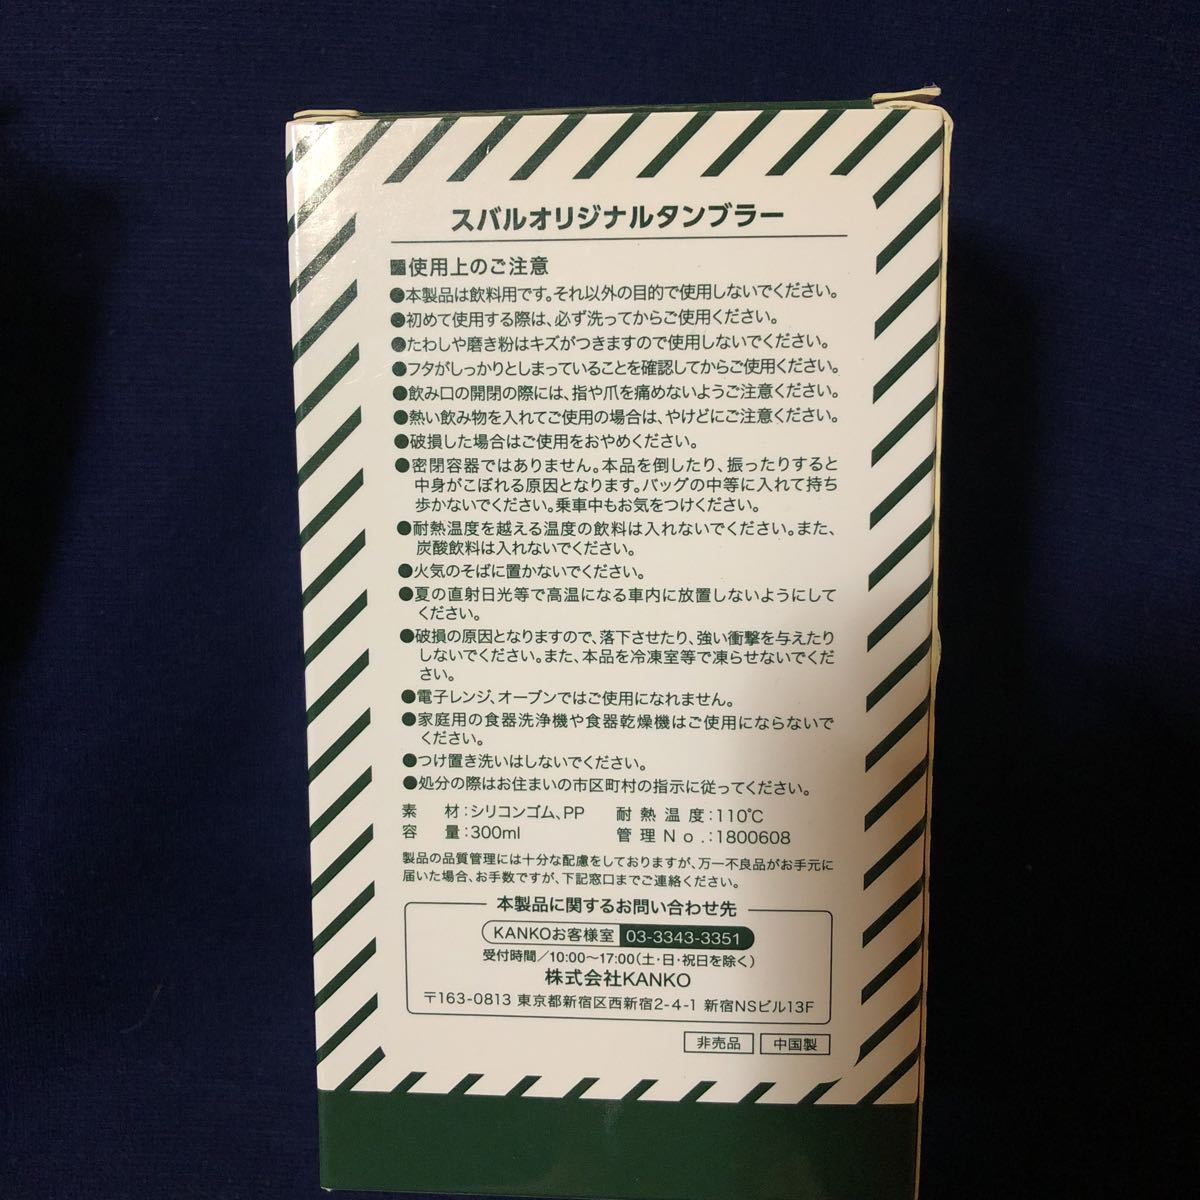 スバルオリジナルタンブラー
■使用上のご注意
●本製品は飲料用です。それ以外の目的で使用しないでください。
●初めて使用する際は、必ず洗ってからご使用ください。
●たわしや磨き粉はキズがつきますので使用しないでください。
●フタがしっかりとしまっていることを確認してからご使用ください。
●飲み口の開閉の際には、指や爪を痛めないようご注意ください。
●熱い飲み物を入れてご使用の場合は、やけどにご注意ください。
●破損した場合はご使用をおやめください。
●密閉容器ではありません。本品を倒したり、振ったりすると
中身がこぼれる原因となります。バッグの中等に入れて持ち
歩かないでください。乗車中もお気をつけください。
●耐熱温度を越える温度の飲料は入れないでください。また、
炭酸飲料は入れないでください。
●火気のそばに置かないでください。
●夏の直射日光等で高温になる車内に放置しないようにして
ください。
●破損の原因となりますので、落下させたり、強い衝撃を与えたり
しないでください。また、本品を冷凍室等で凍らせないでくだ
さい。
●電子レンジ、オーブンではご使用になれません。
●家庭用の食器洗浄機や食器乾燥機はご使用にならないで
ください。
●つけ置き洗いはしないでください。
●処分の際はお住まいの市区町村の指示に従ってください。
素　材：シリコンゴム、PP　耐熱温度：110℃
容　量：300ml　管理No.：1800608
製品の品質管理には十分な配慮をしておりますが、万一不良品がお手元に
届いた場合、お手数ですが、下記窓口までご連絡ください。
本製品に関するお問い合わせ先
KANKOお客様室 03-3343-3351
受付時間／10:00～17:00（土・日・祝日を除く）
株式会社KANKO
〒163-0813 東京都新宿区西新宿2-4-1 新宿NSビル13F
非売品 中国製